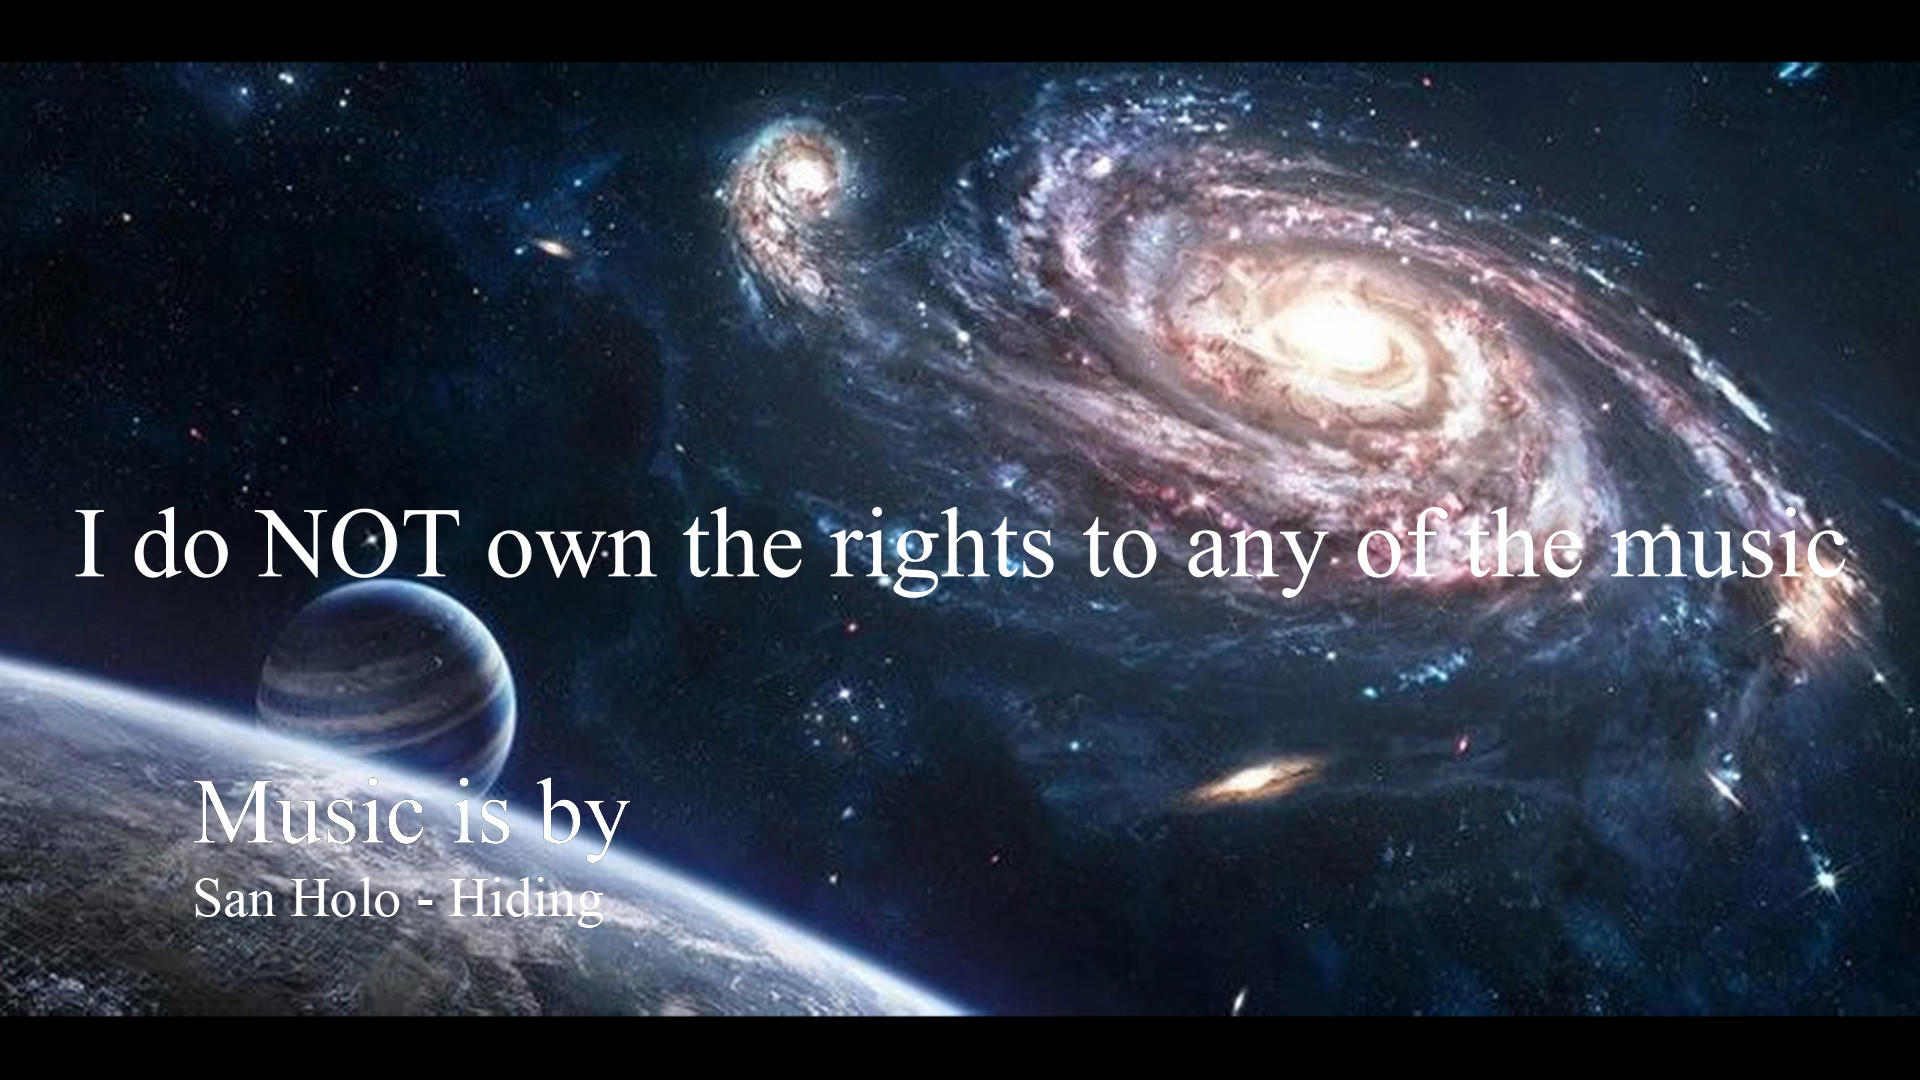 I do NOT own the rights to any of the music
Music is by
San Holo - Hiding